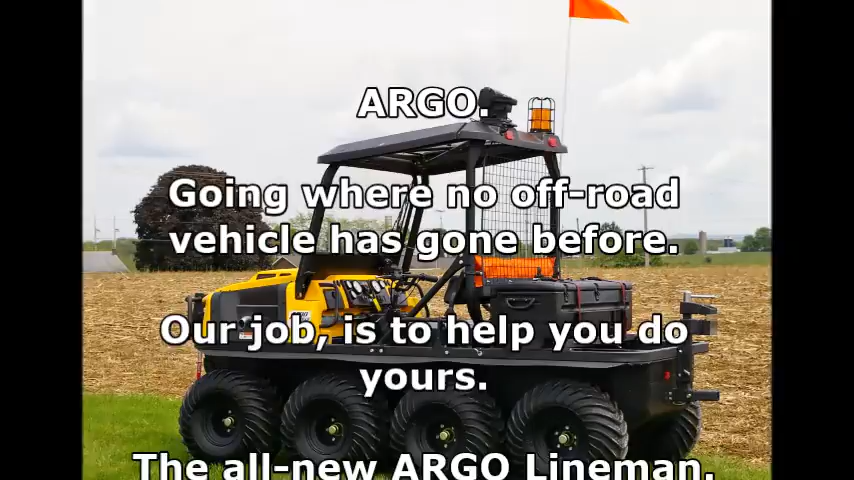 ARGO.
Going where no off-road
vehicle has gone before.
Our job, is to help you do
yours.
The all-new ARGO Lineman.